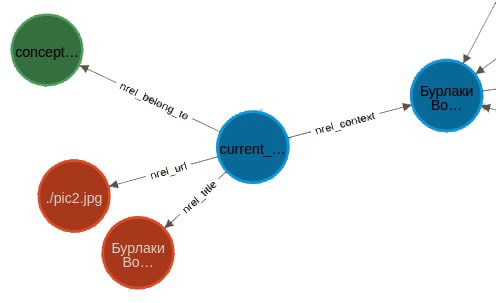 concept...
nrel_belong_to
Бурлаки
Во...
nrel_context
current_...
nrel_url
./pic2.jpg
nrel_title
Бурлаки
Во...